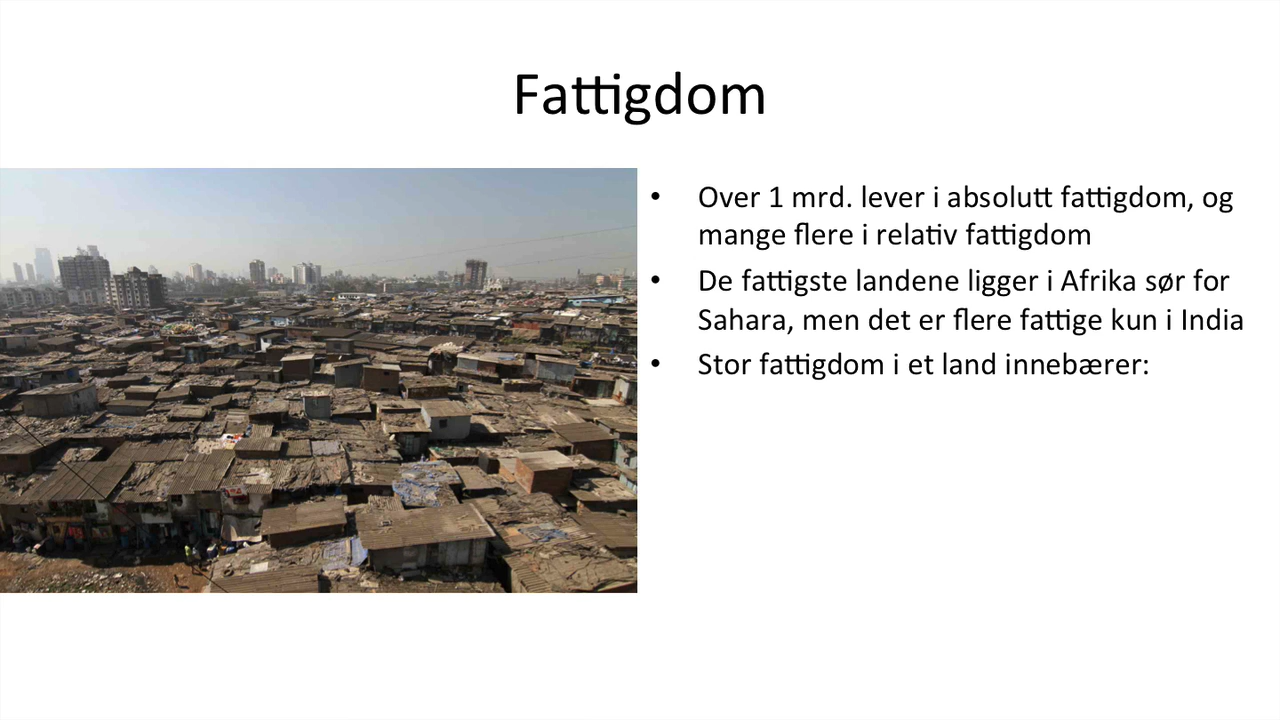 Fattigdom
• Over 1 mrd. lever i absolutt fattigdom, og
mange flere i relativ fattigdom
• De fattigste landene ligger i Afrika sør for
Sahara, men det er flere fattige kun i India
• Stor fattigdom i et land innebærer: